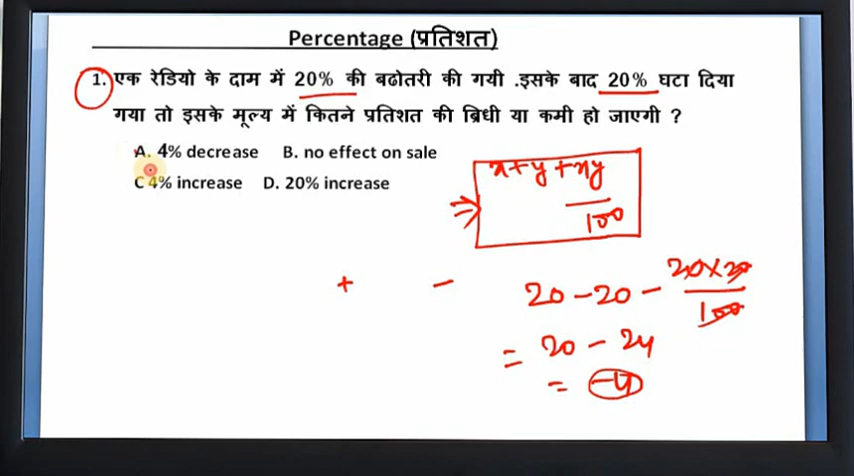 Percentage (प्रतिशत)
1. एक रेडियो के दाम में 20% की बढोतरी की गयी .इसके बाद 20% घटा दिया
गया तो इसके मूल्य में कितने प्रतिशत की ब्रिधी या कमी हो जाएगी ?
A. 4% decrease B. no effect on sale
C 4% increase D. 20% increase
x+y+xy
100
+ -
20-20- 20×20
100
= 20-24
= -4